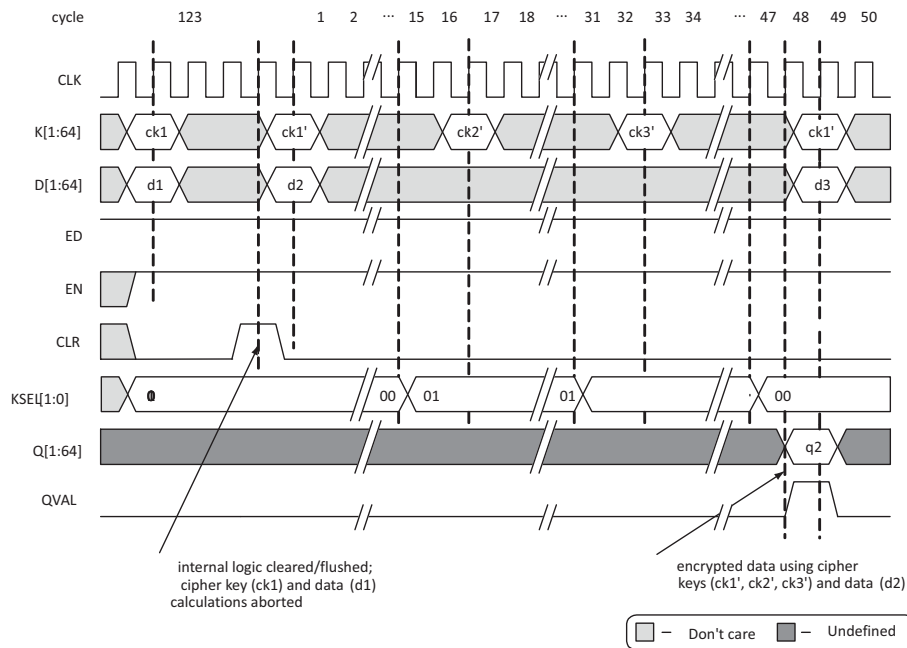 cycle 123 1 2 ... 15 16 17 18 ... 31 32 33 34 ... 47 48 49 50
CLK
K[1:64] ck1 ck1' ck2' ck3' ck1'
D[1:64] d1 d2 d3
ED
EN
CLR
KSEL[1:0] 00 01 01 00
Q[1:64] q2
QVAL
internal logic cleared/flushed;
cipher key (ck1) and data (d1)
calculations aborted
encrypted data using cipher
keys (ck1', ck2', ck3') and data (d2)
– Don't care – Undefined